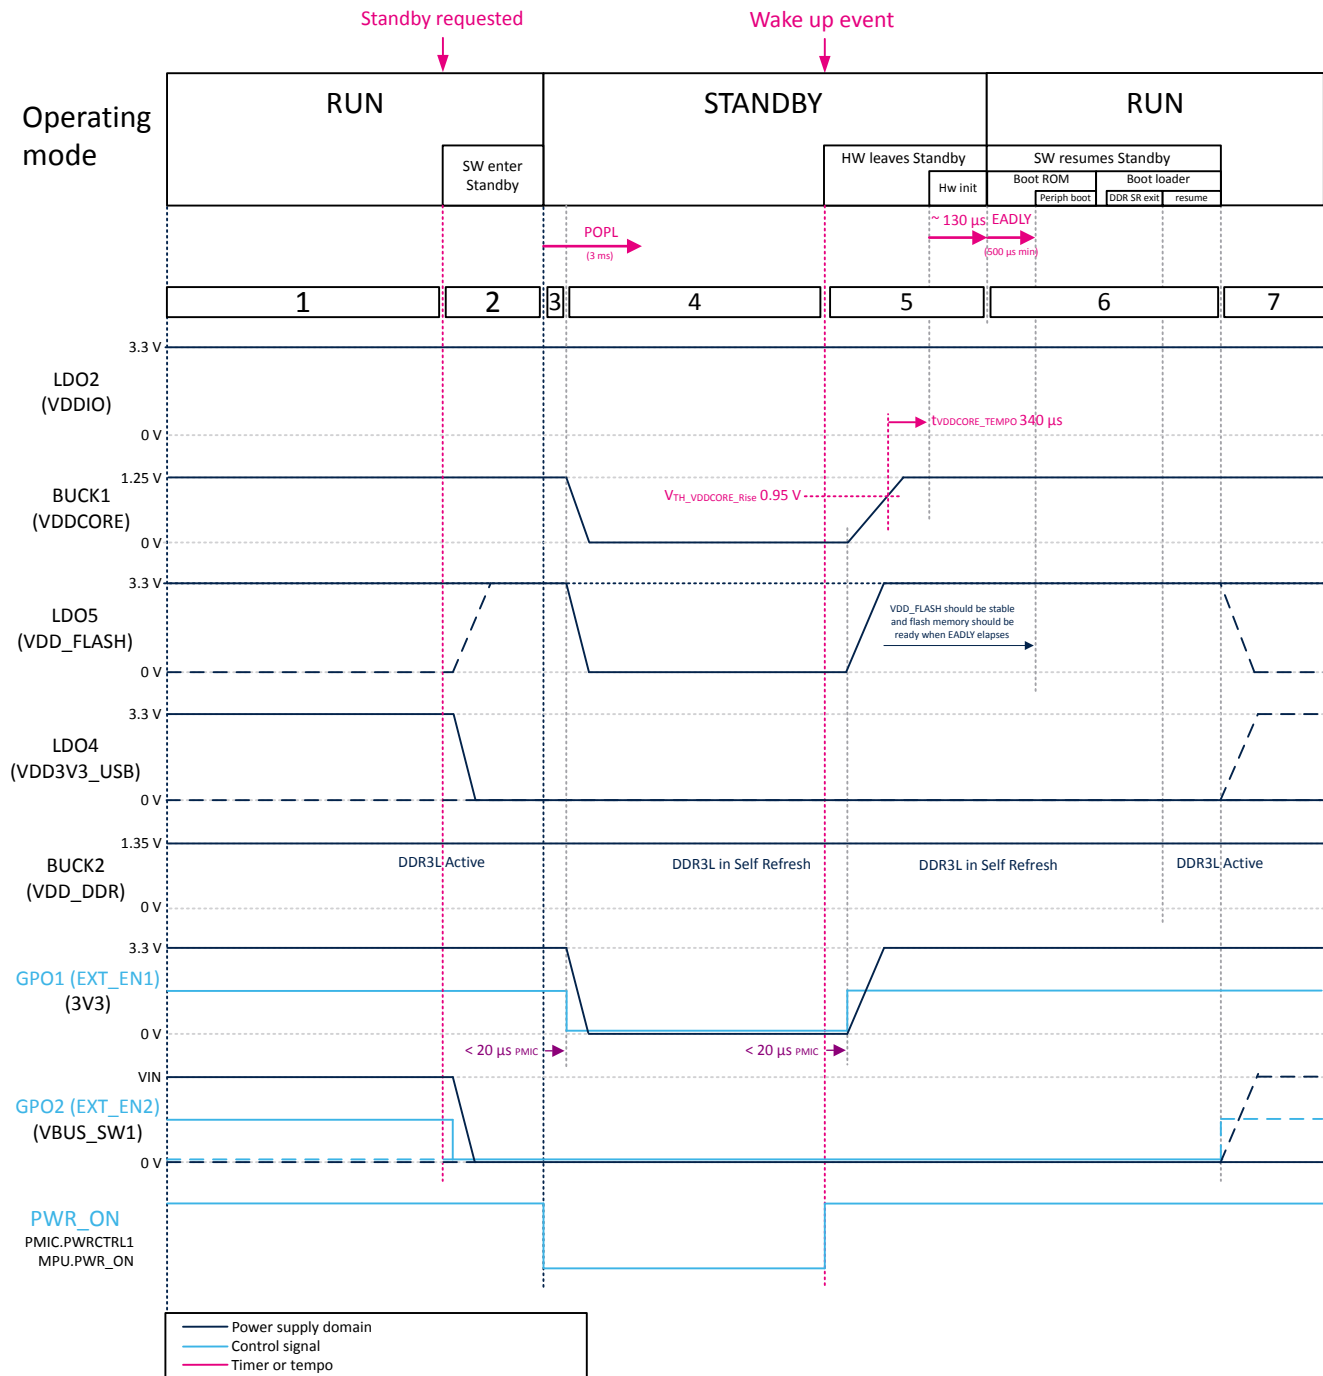 Standby requested
Wake up event
Operating
mode
RUN
STANDBY
RUN
SW enter
Standby
HW leaves Standby
Hw init
SW resumes Standby
Boot ROM
Boot loader
Periph boot
DDR SR exit
resume
POPL
(3 ms)
~ 130 µs
EADLY
(500 µs min)
1
2
3
4
5
6
7
3.3 V
LDO2
(VDDIO)
0 V
tVDDCORE_TEMPO 340 µs
1.25 V
BUCK1
(VDDCORE)
VTH_VDDCORE_Rise 0.95 V
0 V
3.3 V
LDO5
(VDD_FLASH)
VDD_FLASH should be stable
and flash memory should be
ready when EADLY elapses
0 V
3.3 V
LDO4
(VDD3V3_USB)
0 V
1.35 V
BUCK2
(VDD_DDR)
DDR3L Active
DDR3L in Self Refresh
DDR3L in Self Refresh
DDR3L Active
0 V
3.3 V
GPO1 (EXT_EN1)
(3V3)
0 V
< 20 µs PMIC
< 20 µs PMIC
VIN
GPO2 (EXT_EN2)
(VBUS_SW1)
0 V
PWR_ON
PMIC.PWRCTRL1
MPU.PWR_ON
Power supply domain
Control signal
Timer or tempo